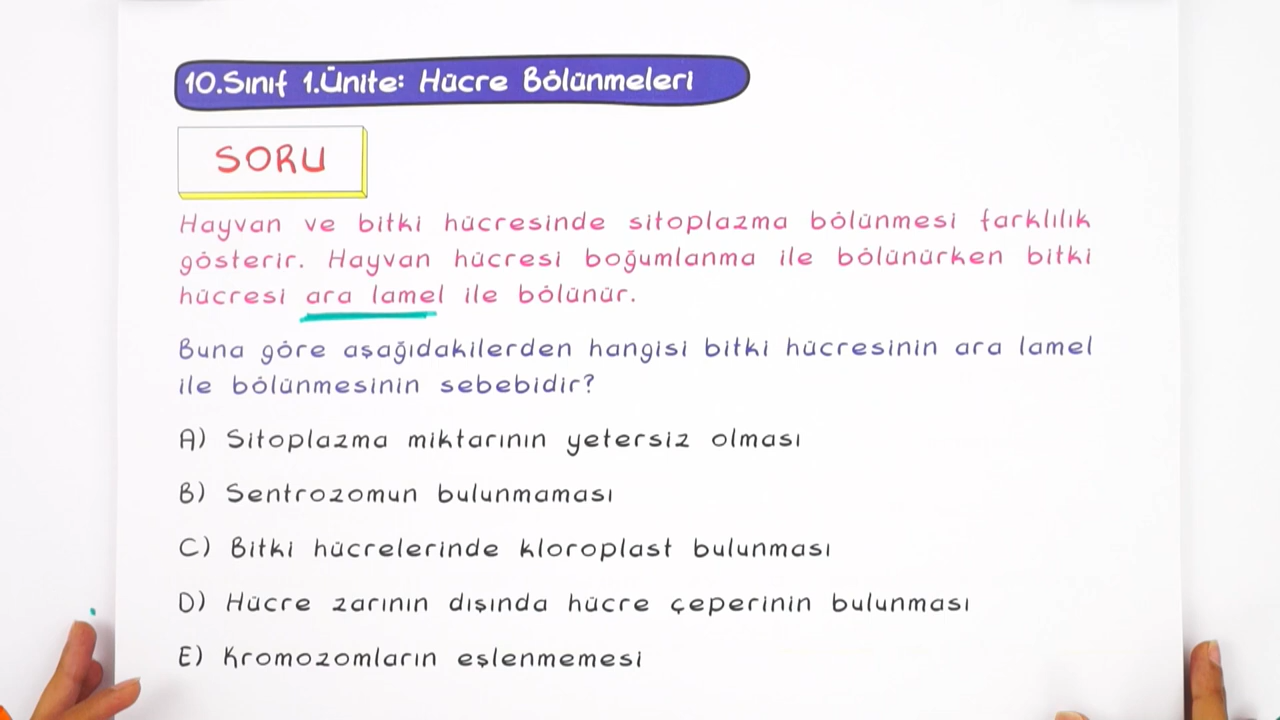 10.Sınıf 1.Ünite: Hücre Bölünmeleri
SORU
Hayvan ve bitki hücresinde sitoplazma bölünmesi farklılık
gösterir. Hayvan hücresi boğumlanma ile bölünürken bitki
hücresi ara lamel ile bölünür.
Buna göre aşağıdakilerden hangisi bitki hücresinin ara lamel
ile bölünmesinin sebebidir?
A) Sitoplazma miktarının yetersiz olması
B) Sentrozomun bulunmaması
C) Bitki hücrelerinde kloroplast bulunması
D) Hücre zarının dışında hücre çeperinin bulunması
E) Kromozomların eşlenmemesi